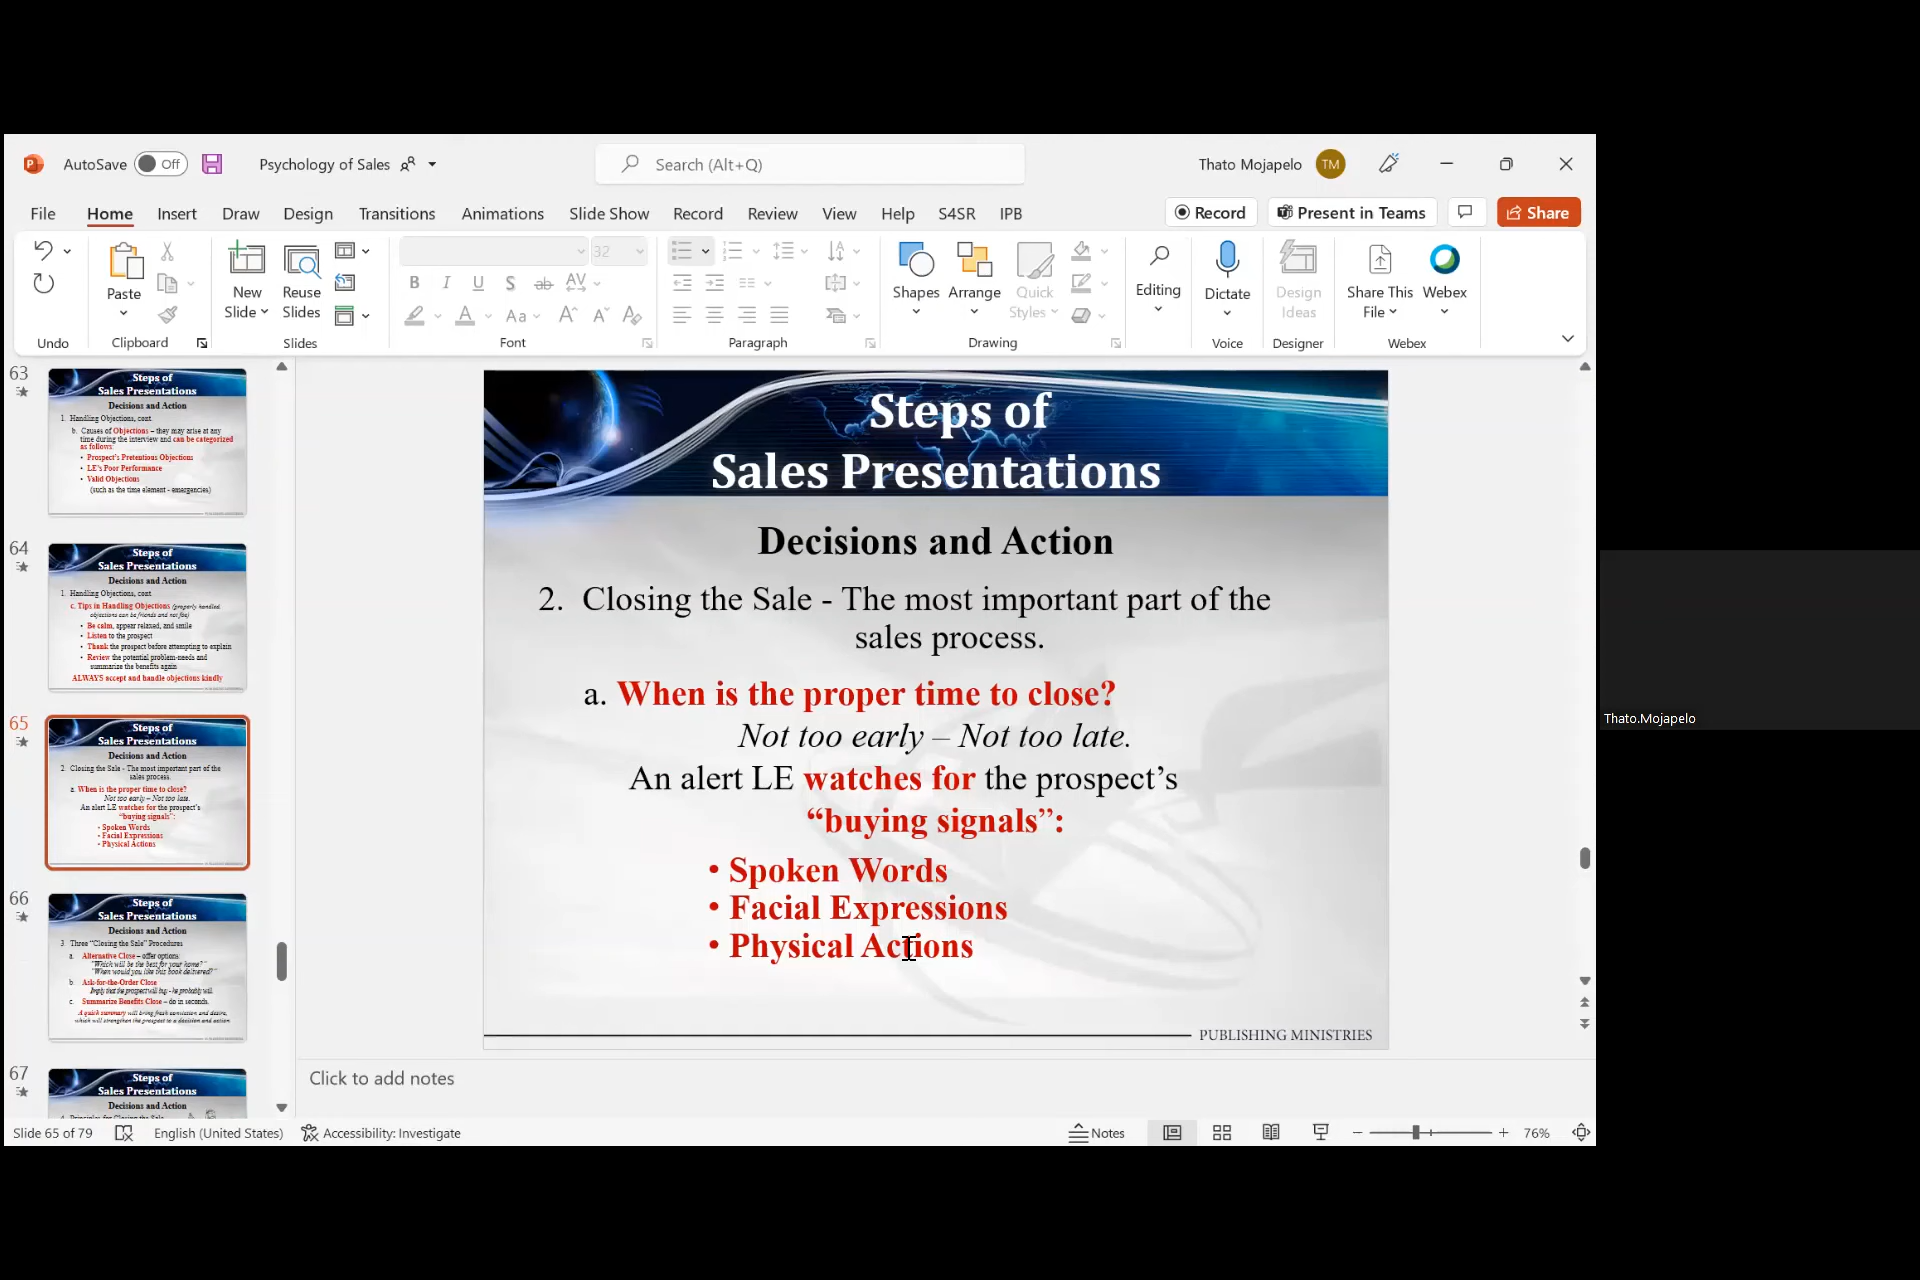 AutoSave Off Psychology of Sales Search (Alt+Q) Thato Mojapelo TM
File Home Insert Draw Design Transitions Animations Slide Show Record Review View Help S4SR IPB Record Present in Teams Share
Paste New Slide Reuse Slides 32 Shapes Arrange Quick Styles Editing Dictate Design Ideas Share This File Webex
Undo Clipboard Slides Font Paragraph Drawing Voice Designer Webex
63
Steps of
Sales Presentations
Decisions and Action
1. Handling Objections, cont
b. Causes of Objections – they may arise at any
time during the interview and can be categorized
as follows
• Prospect's Pretentious Objections
• LE's Poor Performance
• Valid Objections
(such as the time element - emergencies)
64
Steps of
Sales Presentations
Decisions and Action
1. Handling Objections, cont
c. Tips in Handling Objections (properly handled
objections can be friends and not foe)
• Be calm, appear relaxed, and smile
• Listen to the prospect
• Thank the prospect before attempting to explain
• Review the potential problem-needs and
summarize the benefits again
ALWAYS accept and handle objections kindly
65
Steps of
Sales Presentations
Decisions and Action
2. Closing the Sale - The most important part of the
sales process.
a. When is the proper time to close?
Not too early – Not too late.
An alert LE watches for the prospect's
"buying signals":
• Spoken Words
• Facial Expressions
• Physical Actions
66
Steps of
Sales Presentations
Decisions and Action
3. Three "Closing the Sale" Procedures
a. Alternative Close – offer options:
"Which will be the best for your home?"
"When would you like this book delivered?"
b. Ask-for-the-Order Close
Imply that the prospect will buy - he probably will.
c. Summarize Benefits Close – do in seconds.
A quick summary will bring fresh conviction and desire,
which will strengthen the prospect to a decision and action
67
Steps of
Sales Presentations
Decisions and Action
Steps of
Sales Presentations
Decisions and Action
2. Closing the Sale - The most important part of the
sales process.
a. When is the proper time to close?
Not too early – Not too late.
An alert LE watches for the prospect’s
“buying signals”:
• Spoken Words
• Facial Expressions
• Physical Actions
PUBLISHING MINISTRIES
Click to add notes
Slide 65 of 79 English (United States) Accessibility: Investigate Notes 76%
Thato.Mojapelo